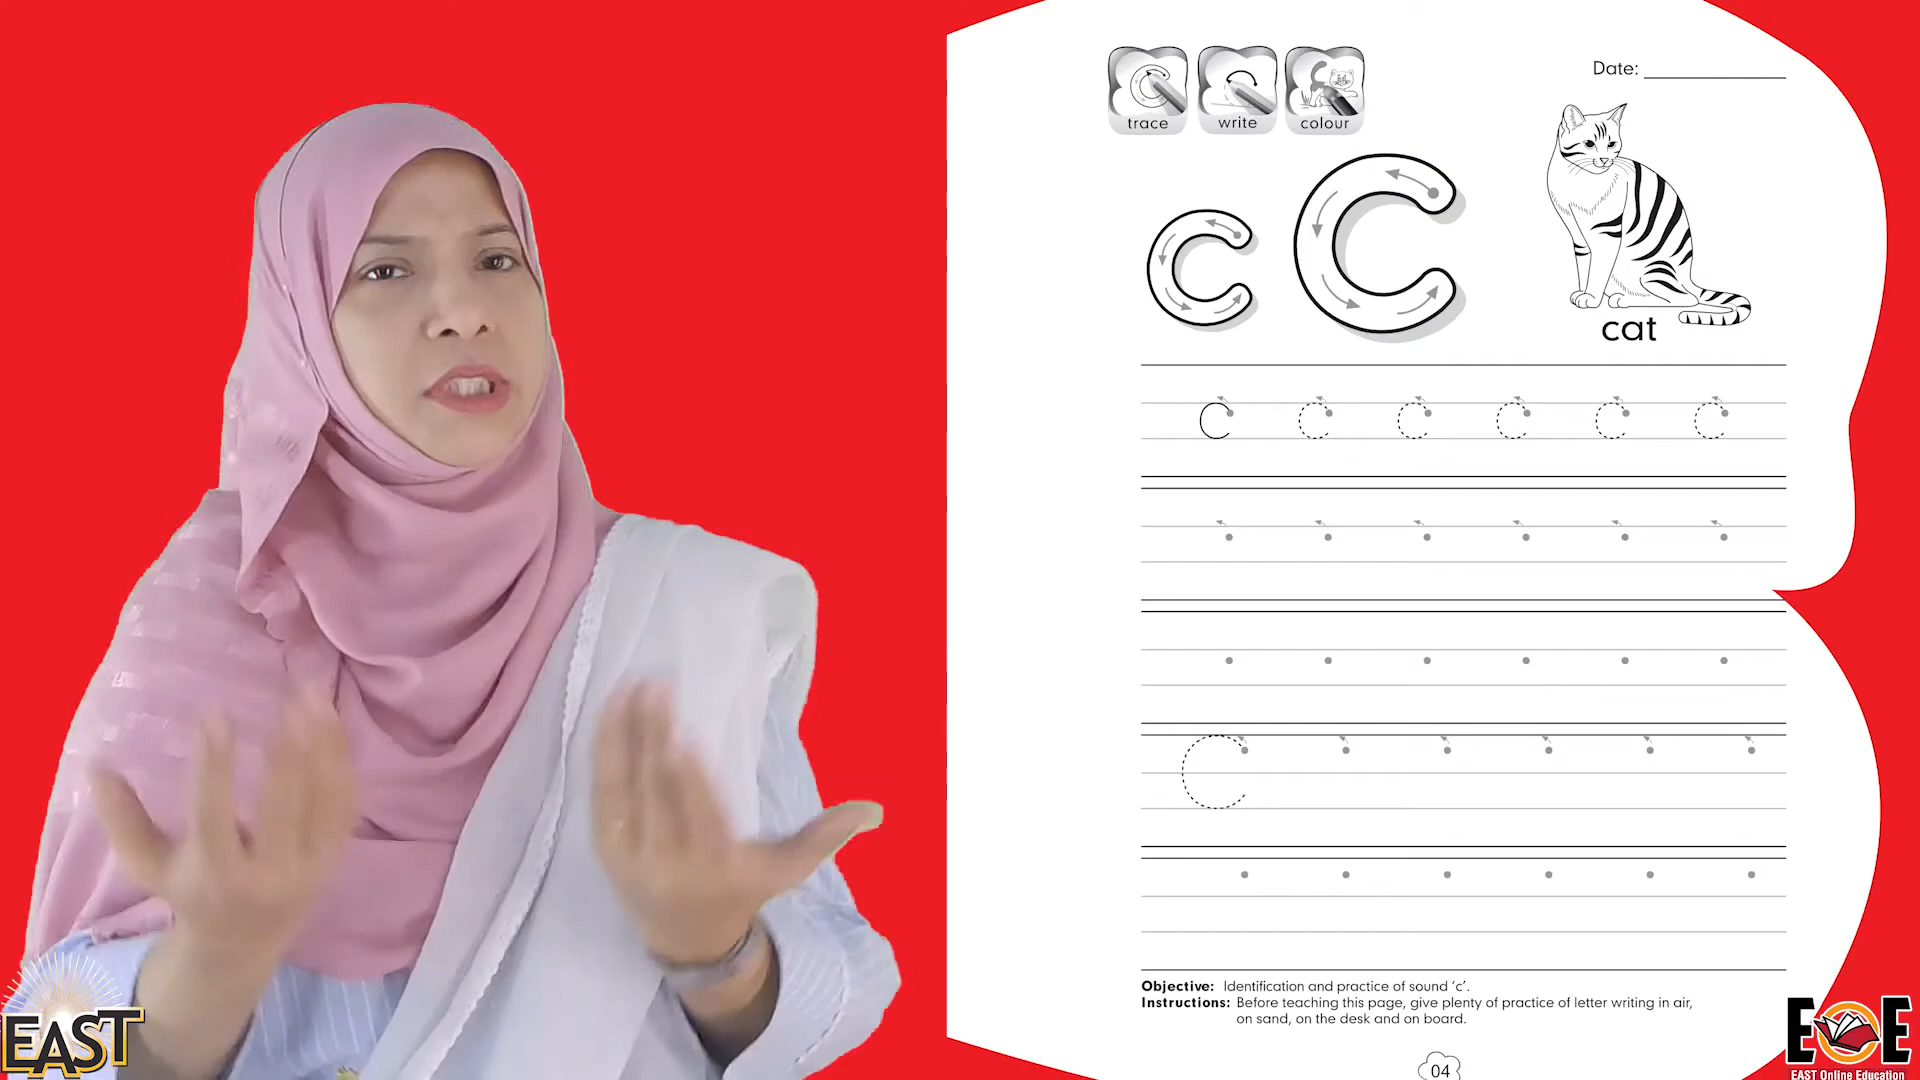 Date:
trace
write
colour
c C
cat
c c c c c c
C
Objective: Identification and practice of sound ‘c’.
Instructions: Before teaching this page, give plenty of practice of letter writing in air,
on sand, on the desk and on board.
04
EAST
EOE
EAST Online Education